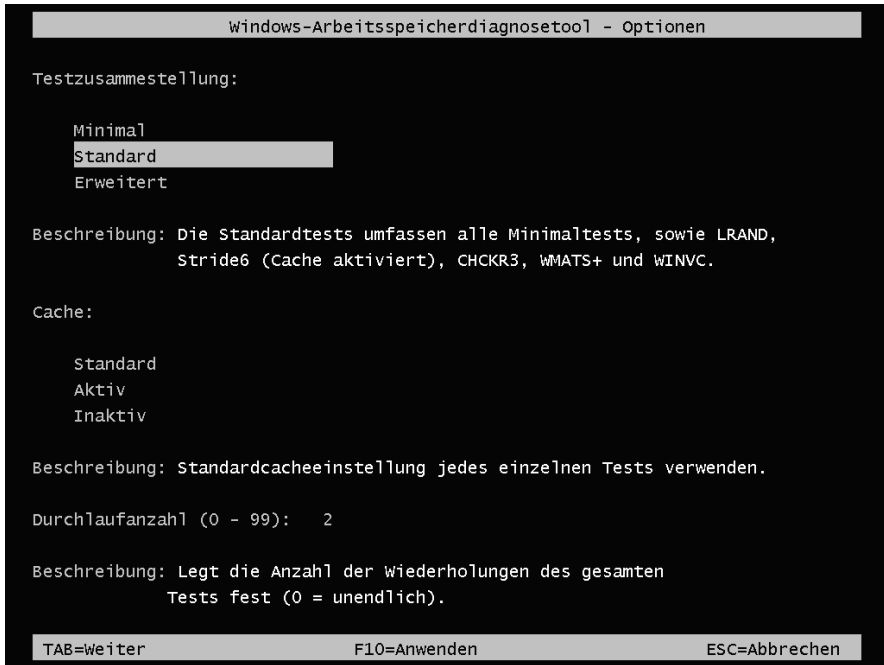 Windows-Arbeitsspeicherdiagnosetool - Optionen
Testzusammestellung:
Minimal
Standard
Erweitert
Beschreibung: Die Standardtests umfassen alle Minimaltests, sowie LRAND,
Stride6 (Cache aktiviert), CHCKR3, WMATS+ und WINVC.
Cache:
Standard
Aktiv
Inaktiv
Beschreibung: Standardcacheeinstellung jedes einzelnen Tests verwenden.
Durchlaufanzahl (0 - 99): 2
Beschreibung: Legt die Anzahl der Wiederholungen des gesamten
Tests fest (0 = unendlich).
TAB=Weiter F10=Anwenden ESC=Abbrechen